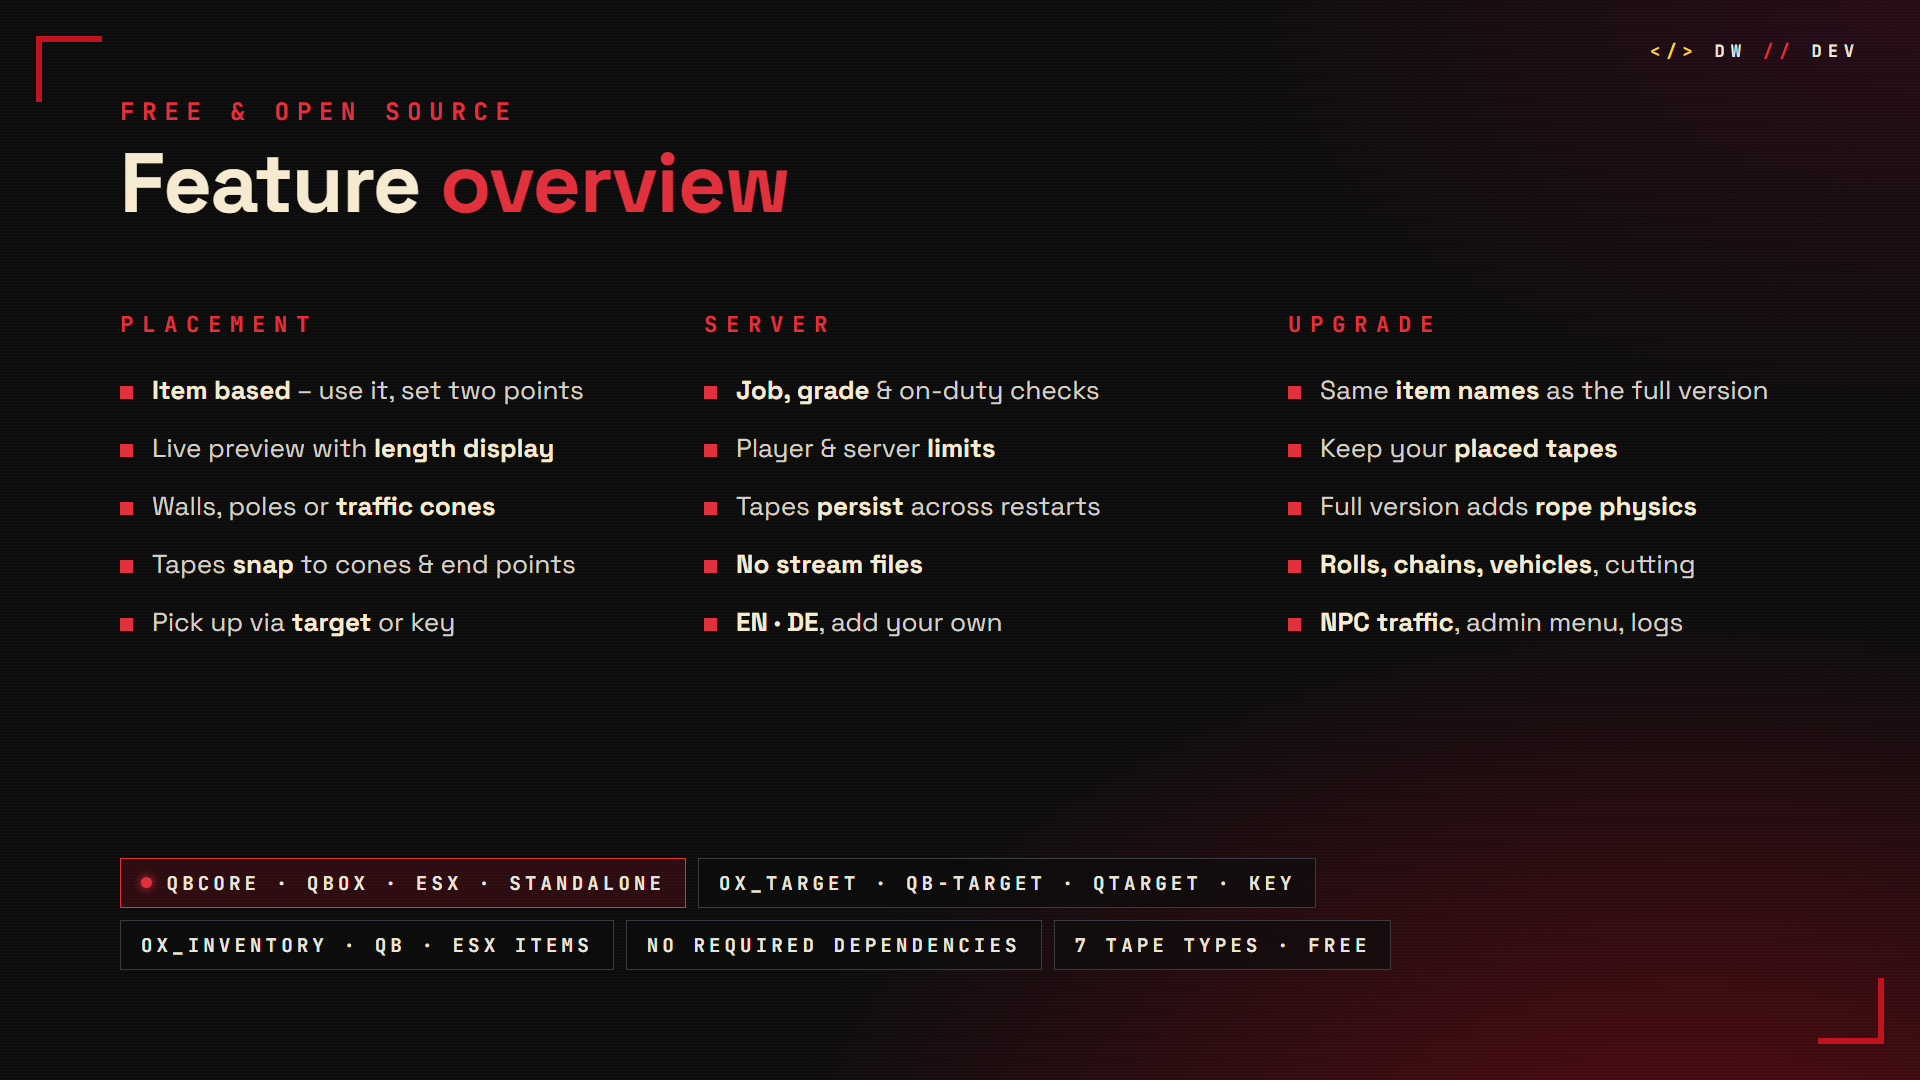 </> DW // DEV
FREE & OPEN SOURCE
Feature overview
PLACEMENT
Item based – use it, set two points
Live preview with length display
Walls, poles or traffic cones
Tapes snap to cones & end points
Pick up via target or key
SERVER
Job, grade & on-duty checks
Player & server limits
Tapes persist across restarts
No stream files
EN · DE, add your own
UPGRADE
Same item names as the full version
Keep your placed tapes
Full version adds rope physics
Rolls, chains, vehicles, cutting
NPC traffic, admin menu, logs
QBCORE · QBOX · ESX · STANDALONE
OX_TARGET · QB-TARGET · QTARGET · KEY
OX_INVENTORY · QB · ESX ITEMS
NO REQUIRED DEPENDENCIES
7 TAPE TYPES · FREE